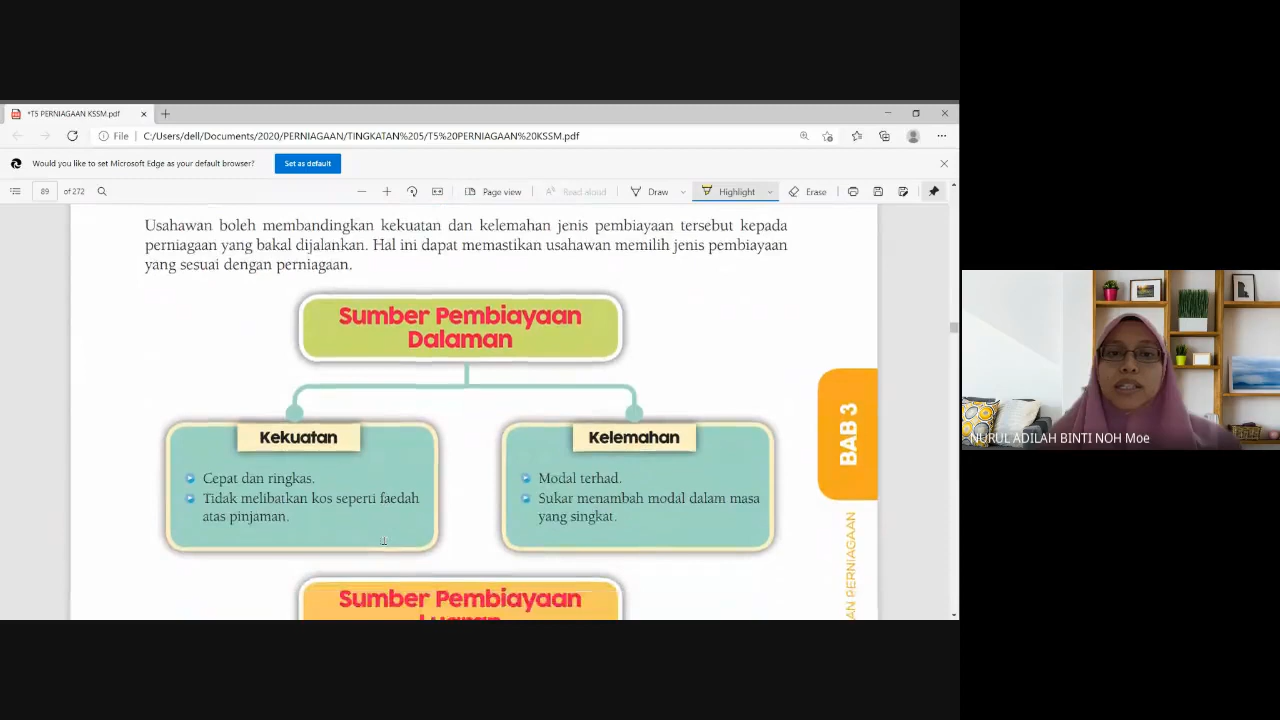 *T5 PERNIAGAAN KSSM.pdf
File C:/Users/dell/Documents/2020/PERNIAGAAN/TINGKATAN%205/T5%20PERNIAGAAN%20KSSM.pdf
Would you like to set Microsoft Edge as your default browser? Set as default
89 of 272 Page view Read aloud Draw Highlight Erase
Usahawan boleh membandingkan kekuatan dan kelemahan jenis pembiayaan tersebut kepada
perniagaan yang bakal dijalankan. Hal ini dapat memastikan usahawan memilih jenis pembiayaan
yang sesuai dengan perniagaan.
Sumber Pembiayaan
Dalaman
Kekuatan
Cepat dan ringkas.
Tidak melibatkan kos seperti faedah
atas pinjaman.
Kelemahan
Modal terhad.
Sukar menambah modal dalam masa
yang singkat.
Sumber Pembiayaan
Luaran
BAB 3
AN PERNIAGAAN
NURUL ADILAH BINTI NOH Moe